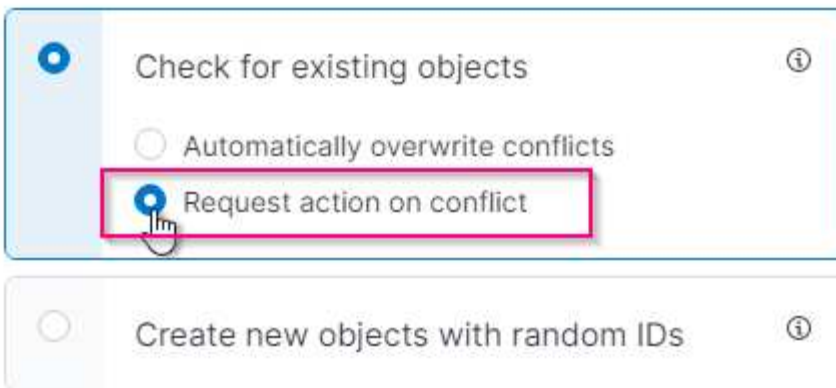 Check for existing objects
Automatically overwrite conflicts
Request action on conflict
Create new objects with random IDs